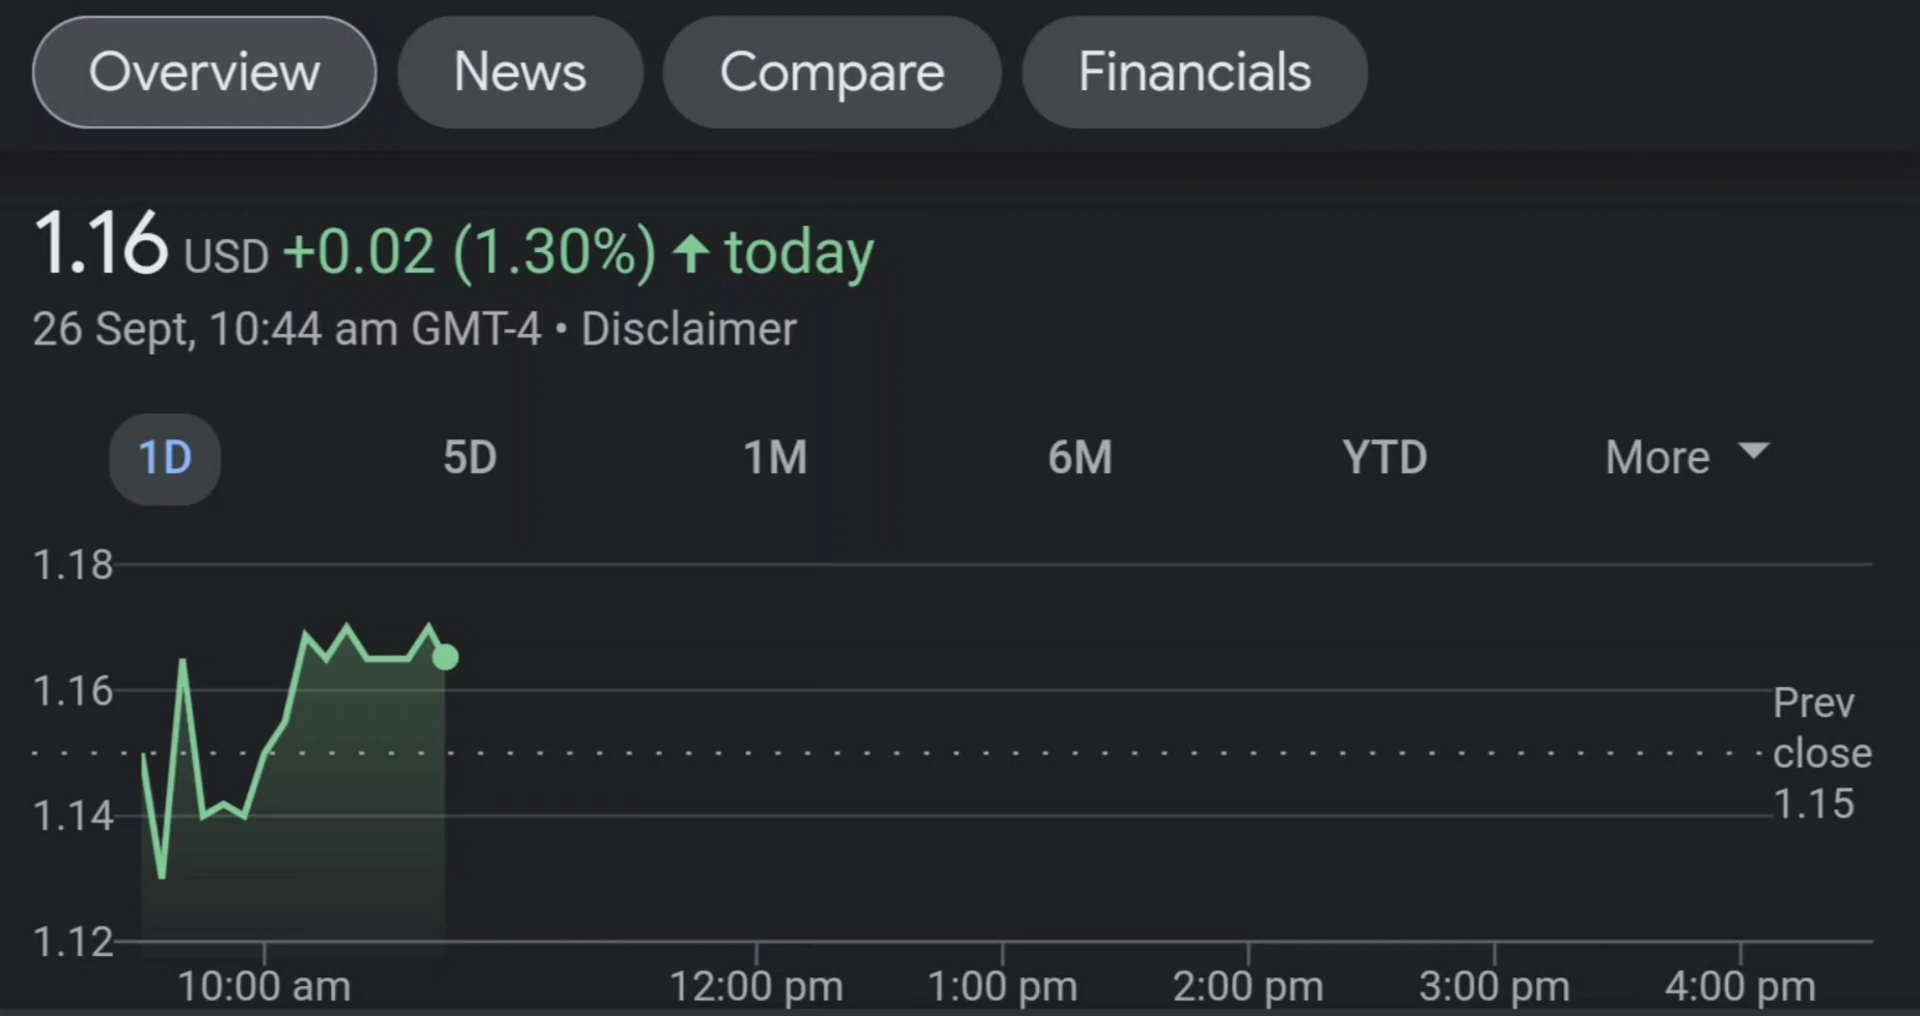 Overview News Compare Financials
1.16 USD +0.02 (1.30%) ↑ today
26 Sept, 10:44 am GMT-4 • Disclaimer
1D 5D 1M 6M YTD More
1.18
1.16
Prev
close
1.15
1.14
1.12
10:00 am 12:00 pm 1:00 pm 2:00 pm 3:00 pm 4:00 pm